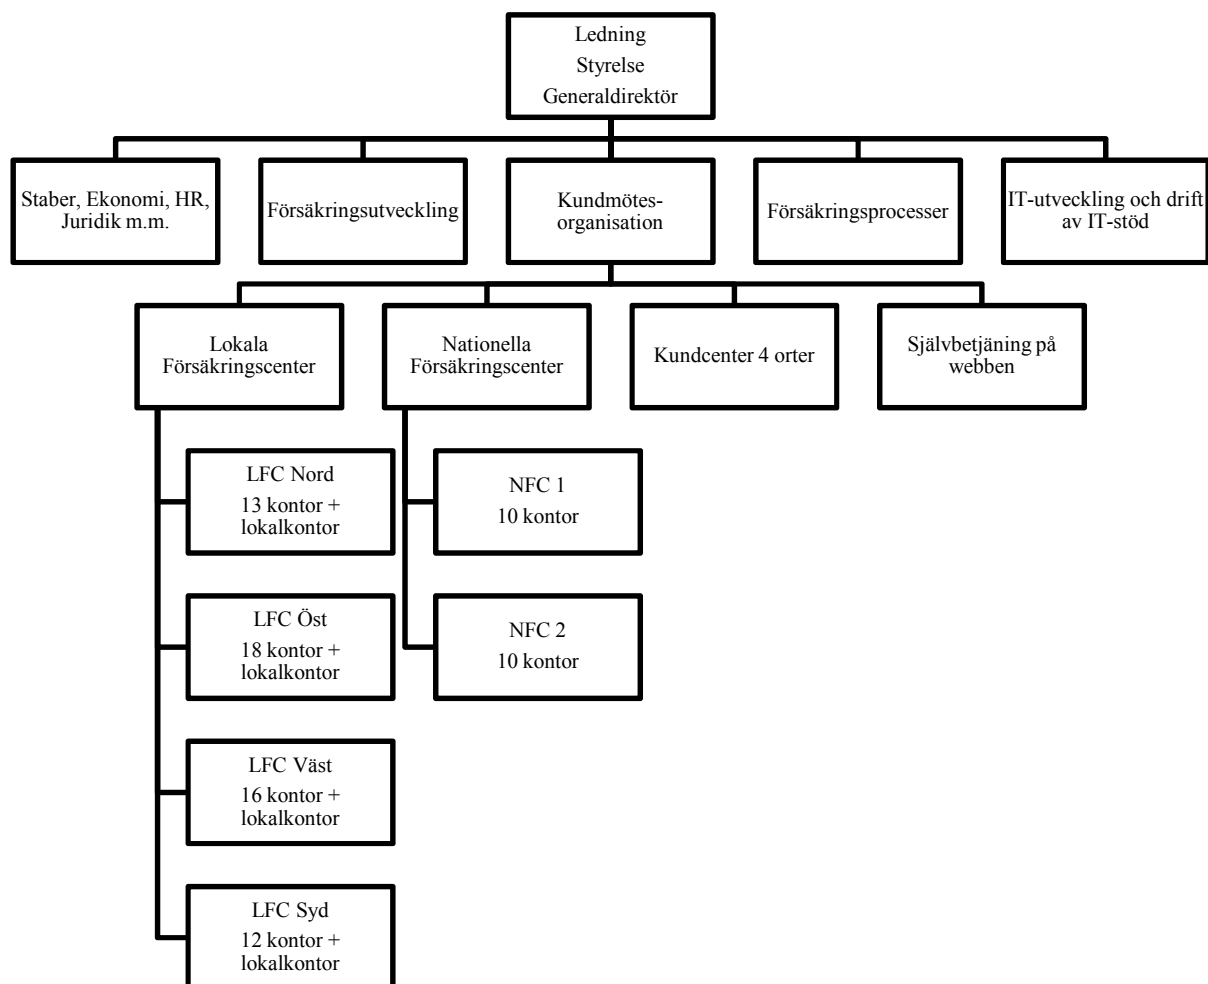 Ledning
Styrelse
Generaldirektör
Staber, Ekonomi, HR,
Juridik m.m.
Försäkringsutveckling
Kundmötes-
organisation
Försäkringsprocesser
IT-utveckling och drift
av IT-stöd
Lokala
Försäkringscenter
Nationella
Försäkringscenter
Kundcenter 4 orter
Självbetjäning på
webben
LFC Nord
13 kontor +
lokalkontor
NFC 1
10 kontor
LFC Öst
18 kontor +
lokalkontor
NFC 2
10 kontor
LFC Väst
16 kontor +
lokalkontor
LFC Syd
12 kontor +
lokalkontor